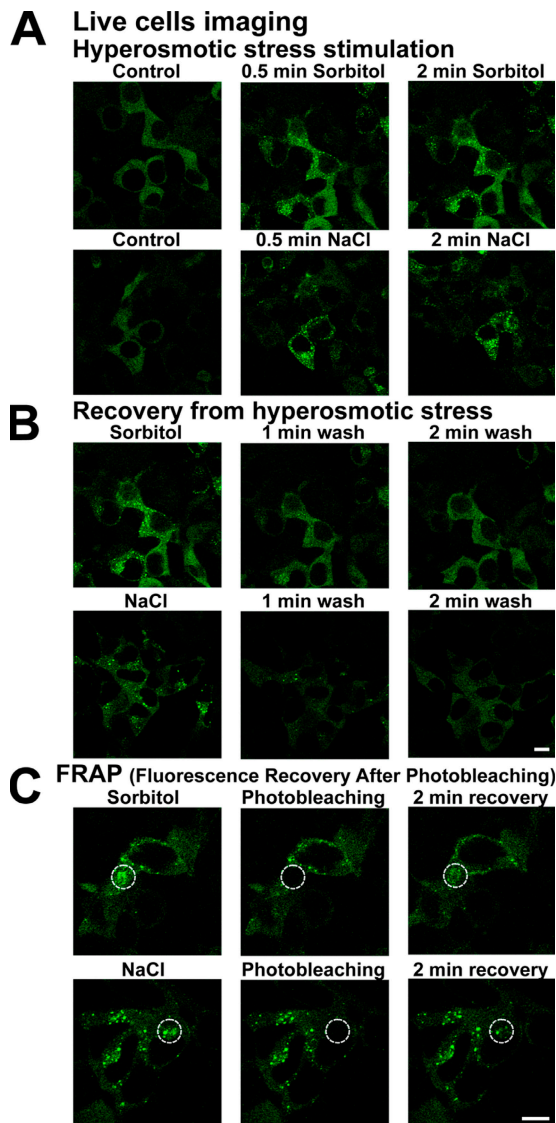 A Live cells imaging
Hyperosmotic stress stimulation
Control 0.5 min Sorbitol 2 min Sorbitol
Control 0.5 min NaCl 2 min NaCl
B Recovery from hyperosmotic stress
Sorbitol 1 min wash 2 min wash
NaCl 1 min wash 2 min wash
C FRAP (Fluorescence Recovery After Photobleaching)
Sorbitol Photobleaching 2 min recovery
NaCl Photobleaching 2 min recovery